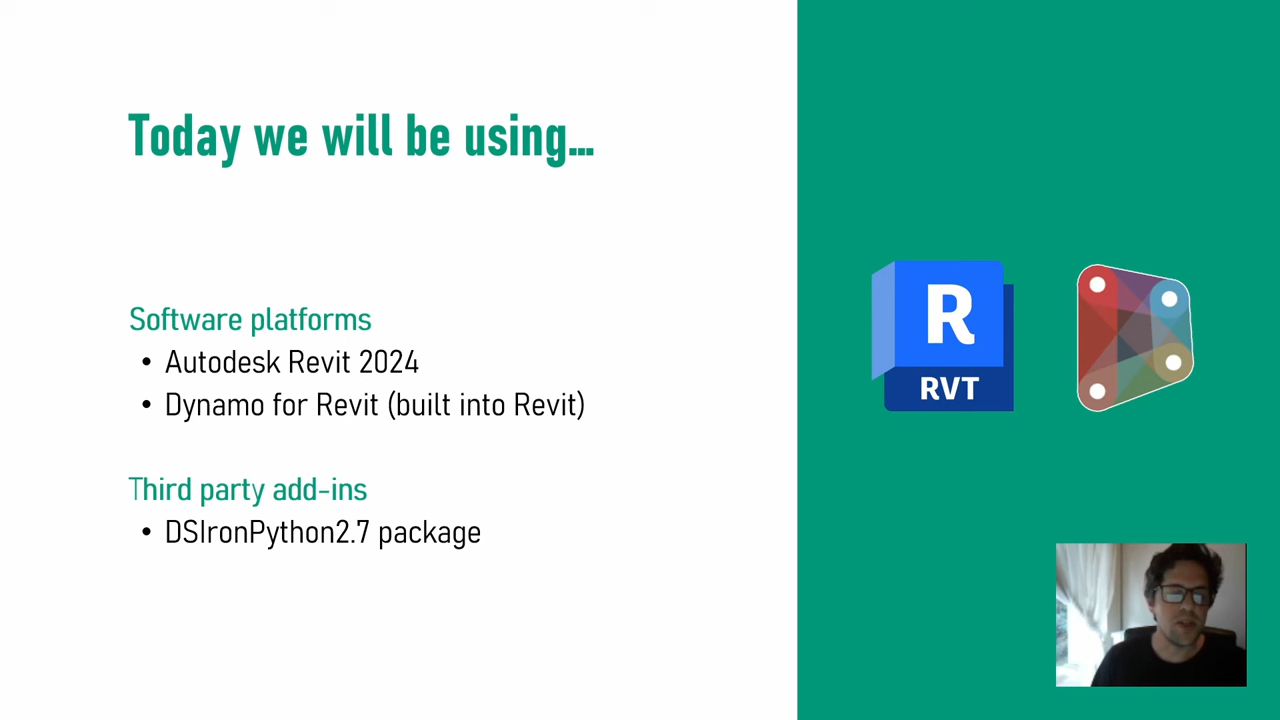 Today we will be using...
Software platforms
• Autodesk Revit 2024
• Dynamo for Revit (built into Revit)
Third party add-ins
• DSIronPython2.7 package
R
RVT